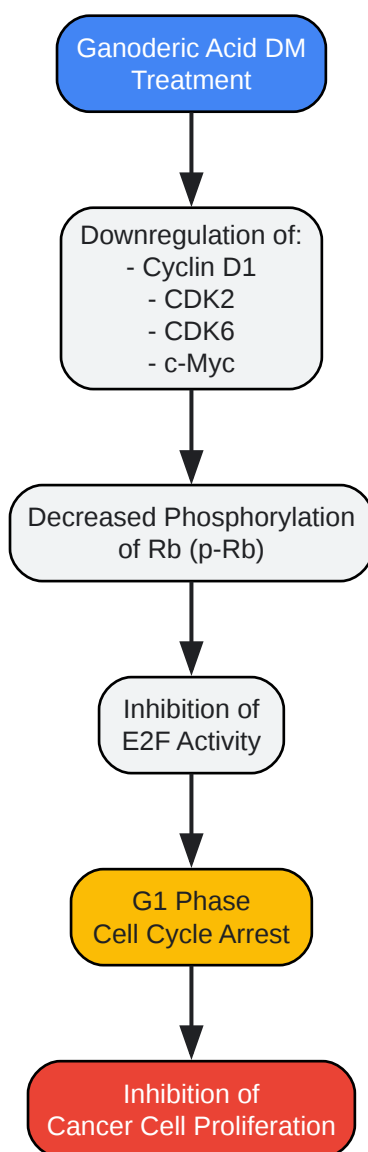 Ganoderic Acid DM
Treatment
Downregulation of:
- Cyclin D1
- CDK2
- CDK6
- c-Myc
Decreased Phosphorylation
of Rb (p-Rb)
Inhibition of
E2F Activity
G1 Phase
Cell Cycle Arrest
Inhibition of
Cancer Cell Proliferation